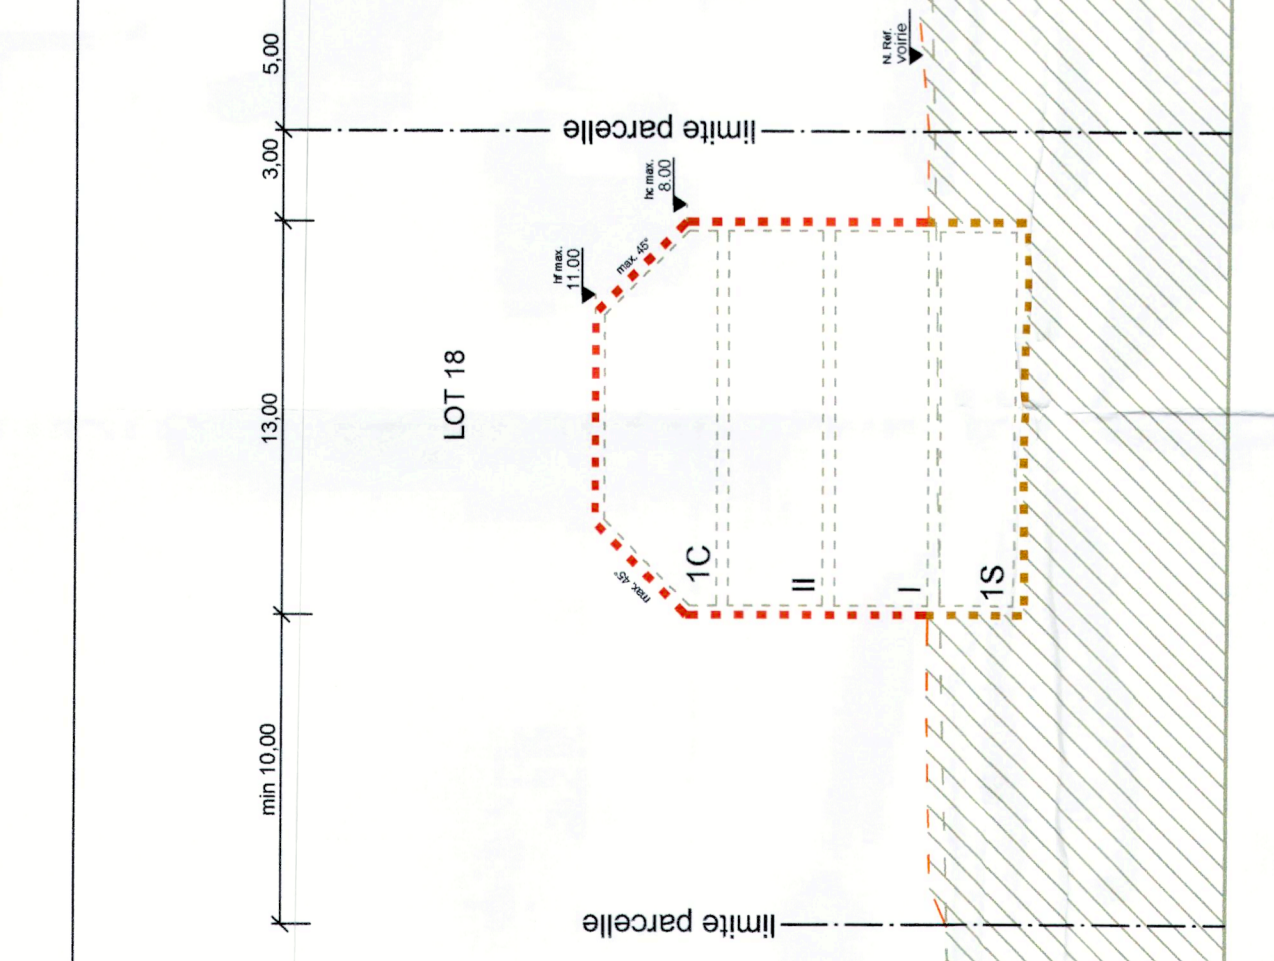 min 10,00
13,00
3,00
5,00
LOT 18
limite parcelle
limite parcelle
hf max.
11.00
hc max.
8.00
max. 45°
max. 45°
N. Réf.
voirie
1C
II
I
1S